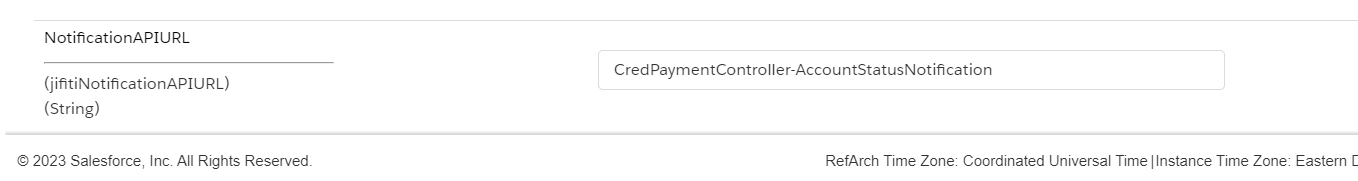 NotificationAPIURL
(jifitiNotificationAPIURL)
(String)
CredPaymentController-AccountStatusNotification
© 2023 Salesforce, Inc. All Rights Reserved.
RefArch Time Zone: Coordinated Universal Time|Instance Time Zone: Eastern